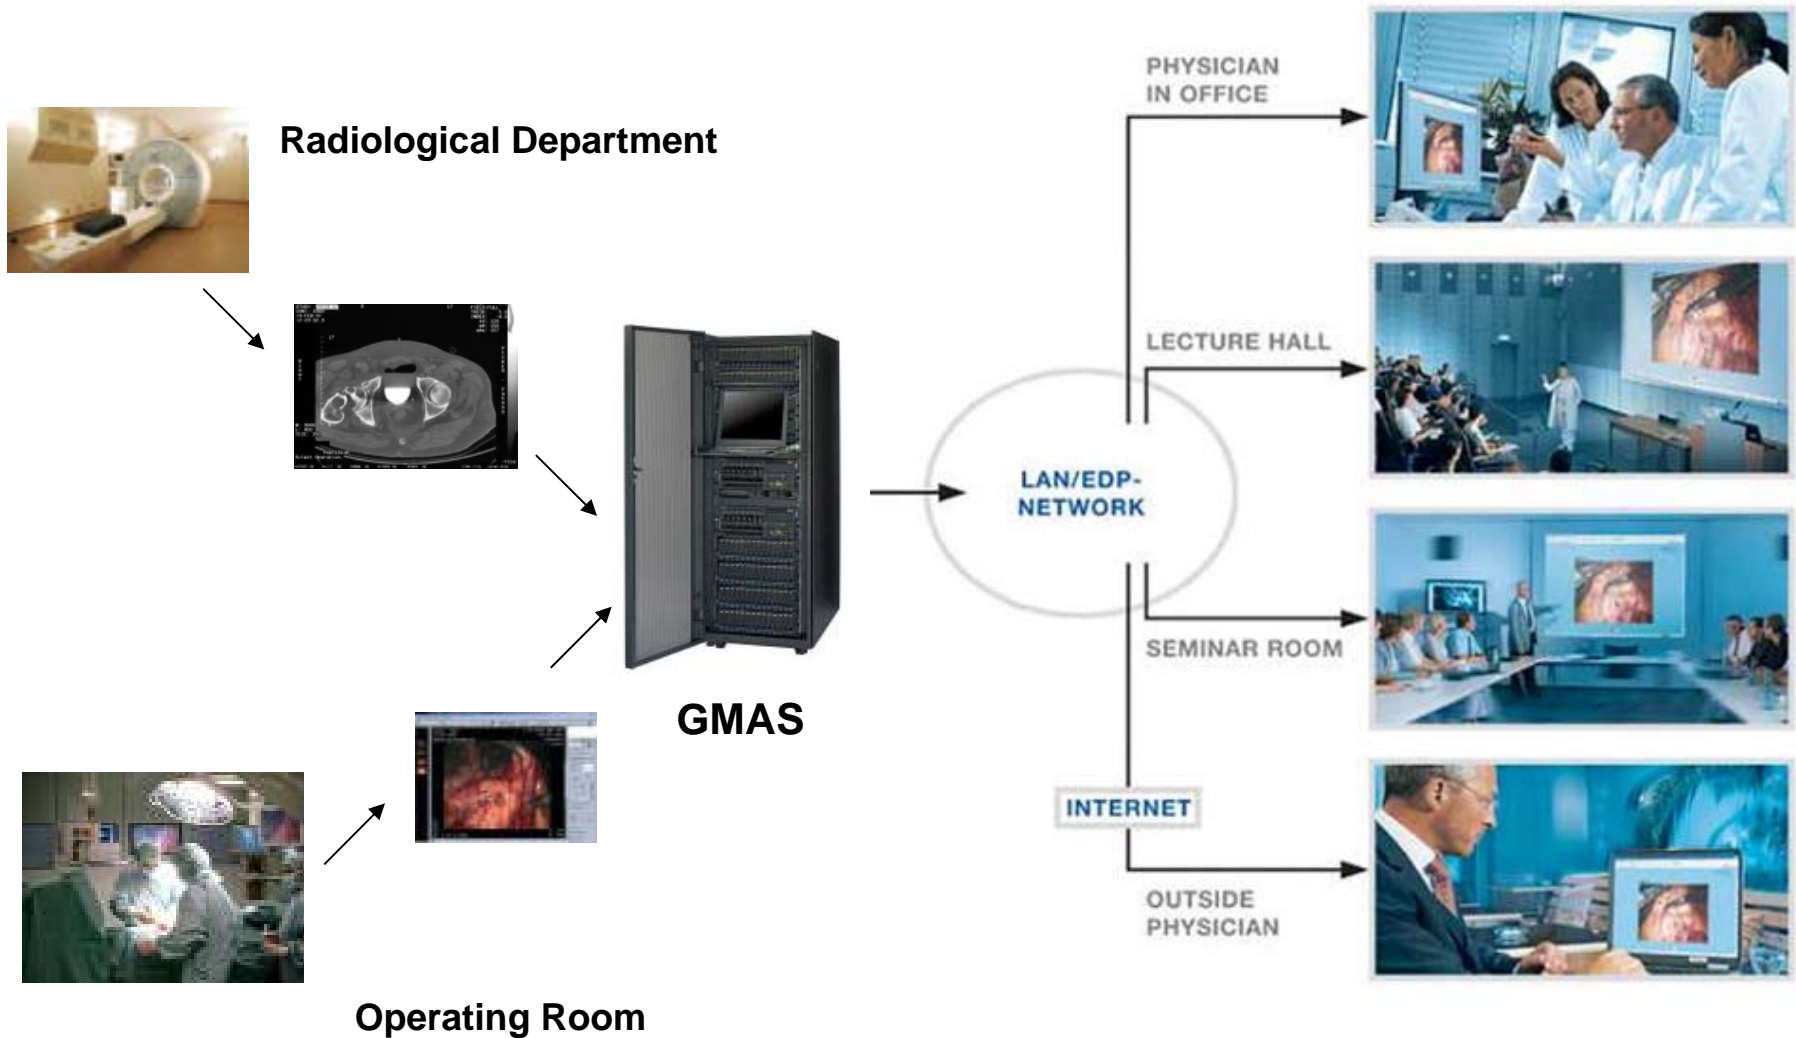 PHYSICIAN
IN OFFICE
Radiological Department
LECTURE HALL
LAN/EDP-
NETWORK
SEMINAR ROOM
GMAS
INTERNET
OUTSIDE
PHYSICIAN
Operating Room